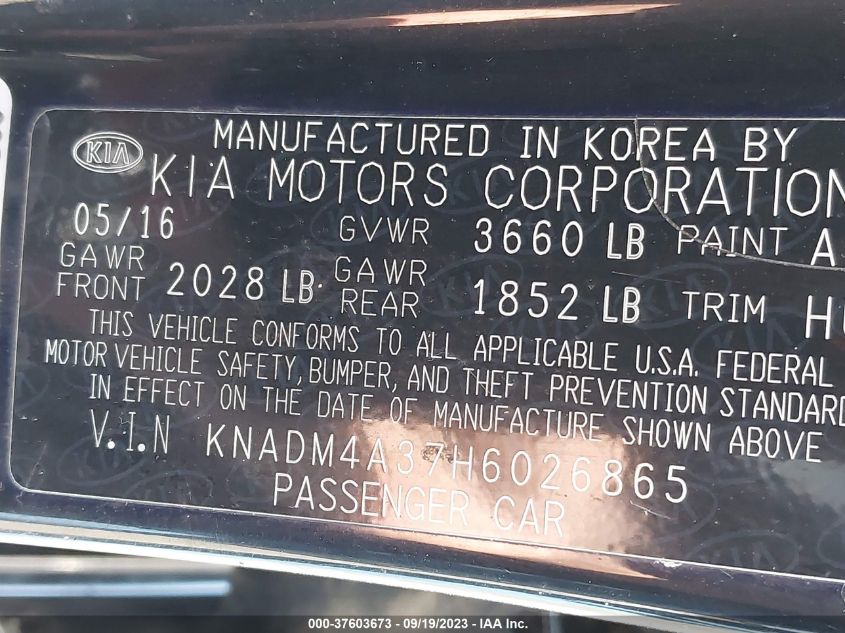 KIA
MANUFACTURED IN KOREA BY
KIA MOTORS CORPORATION
05/16 GVWR 3660 LB PAINT
GAWR FRONT 2028 LB GAWR REAR 1852 LB TRIM
THIS VEHICLE CONFORMS TO ALL APPLICABLE U.S.A. FEDERAL
MOTOR VEHICLE SAFETY, BUMPER, AND THEFT PREVENTION STANDARD
IN EFFECT ON THE DATE OF MANUFACTURE SHOWN ABOVE
V.I.N KNADM4A37H6026865
PASSENGER CAR
000-37603673 - 09/19/2023 - IAA Inc.